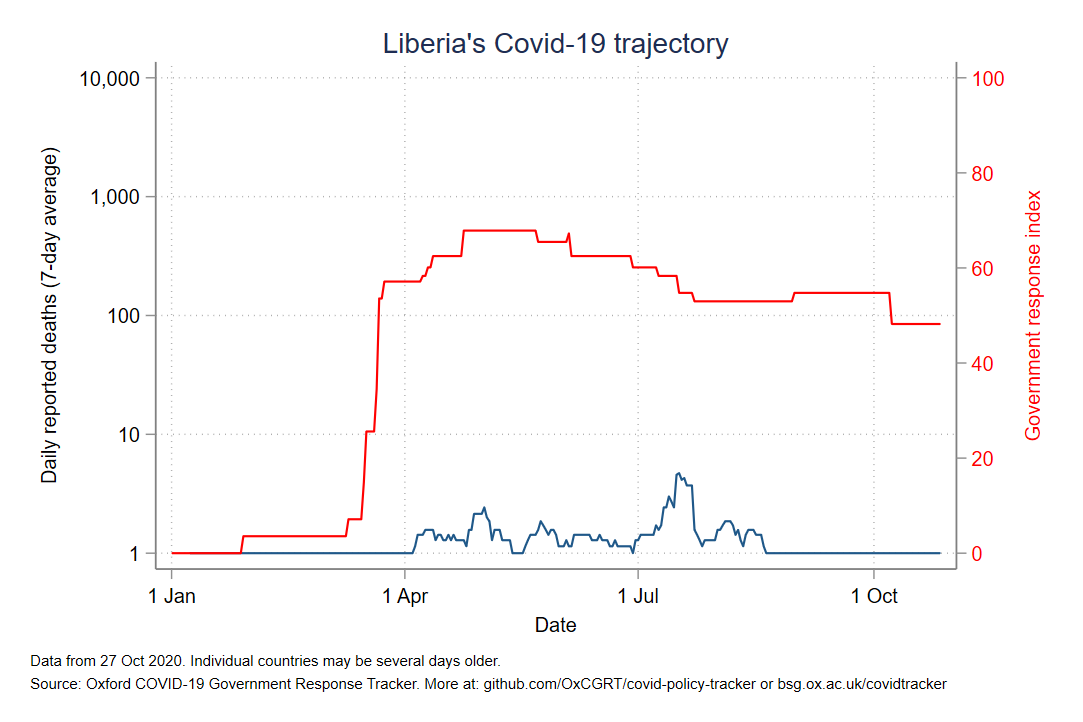 Liberia's Covid-19 trajectory
10,000
1,000
100
10
1
Daily reported deaths (7-day average)
100
80
60
40
20
0
Government response index
1 Jan
1 Apr
1 Jul
1 Oct
Date
Data from 27 Oct 2020. Individual countries may be several days older.
Source: Oxford COVID-19 Government Response Tracker. More at: github.com/OxCGRT/covid-policy-tracker or bsg.ox.ac.uk/covidtracker